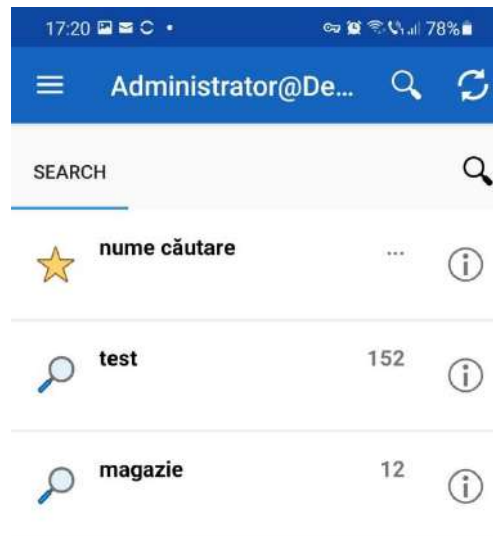 17:20 78%
Administrator@De...
SEARCH
nume căutare ...
test 152
magazie 12